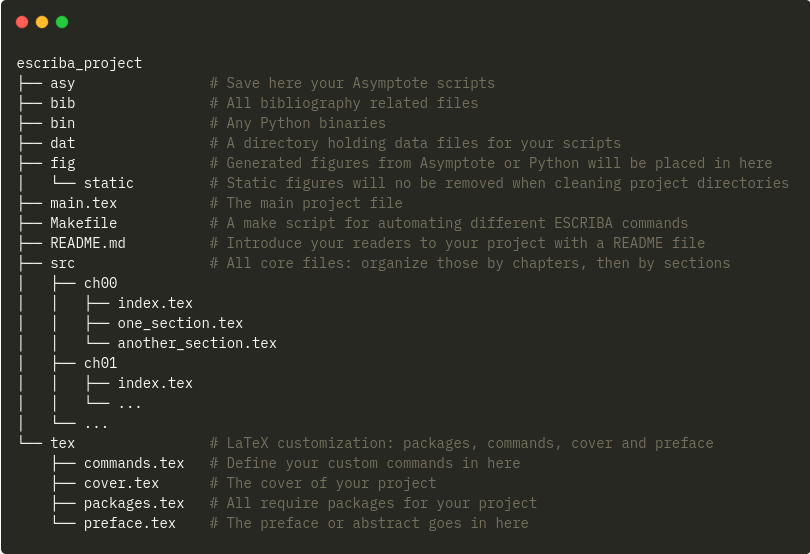 escriba_project
├── asy                # Save here your Asymptote scripts
├── bib                # All bibliography related files
├── bin                # Any Python binaries
├── dat                # A directory holding data files for your scripts
├── fig                # Generated figures from Asymptote or Python will be placed in here
│   └── static         # Static figures will no be removed when cleaning project directories
├── main.tex           # The main project file
├── Makefile           # A make script for automating different ESCRIBA commands
├── README.md          # Introduce your readers to your project with a README file
├── src                # All core files: organize those by chapters, then by sections
│   ├── ch00
│   │   ├── index.tex
│   │   ├── one_section.tex
│   │   └── another_section.tex
│   ├── ch01
│   │   ├── index.tex
│   │   └── ...
│   └── ...
└── tex                # LaTeX customization: packages, commands, cover and preface
    ├── commands.tex   # Define your custom commands in here
    ├── cover.tex      # The cover of your project
    ├── packages.tex   # All require packages for your project
    └── preface.tex    # The preface or abstract goes in here